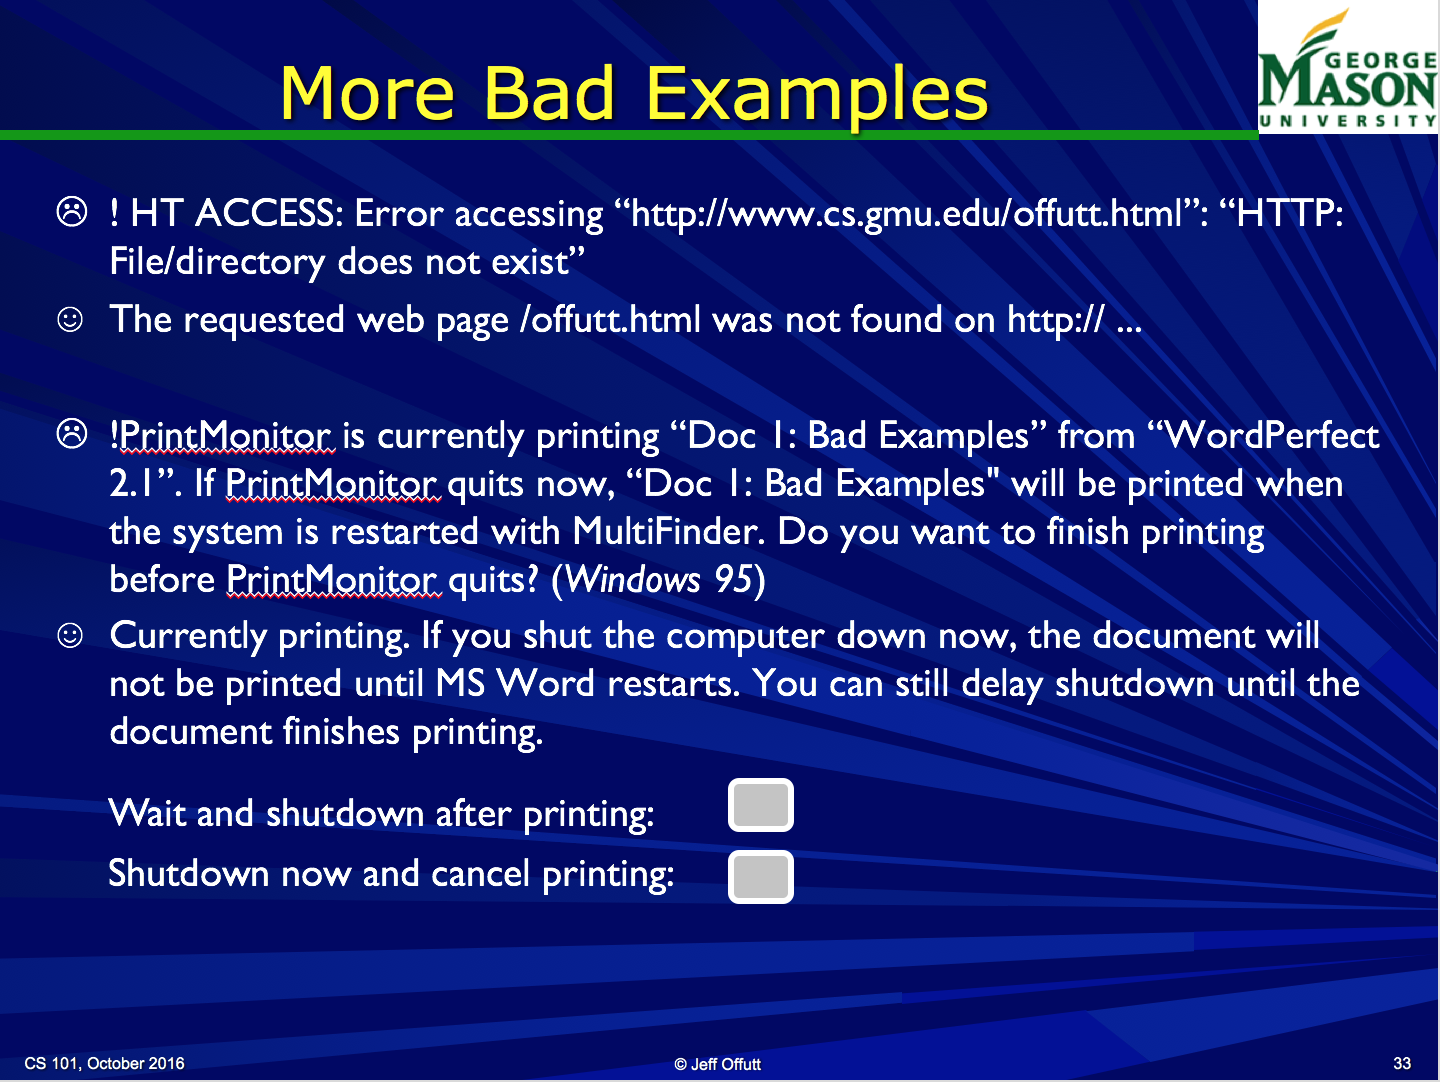 More Bad Examples
GEORGE
MASON
UNIVERSITY
☹ ! HT ACCESS: Error accessing “http://www.cs.gmu.edu/offutt.html”: “HTTP:
File/directory does not exist”
☺ The requested web page /offutt.html was not found on http:// ...
☹ !PrintMonitor is currently printing “Doc 1: Bad Examples” from “WordPerfect
2.1”. If PrintMonitor quits now, “Doc 1: Bad Examples" will be printed when
the system is restarted with MultiFinder. Do you want to finish printing
before PrintMonitor quits? (Windows 95)
☺ Currently printing. If you shut the computer down now, the document will
not be printed until MS Word restarts. You can still delay shutdown until the
document finishes printing.
Wait and shutdown after printing:
Shutdown now and cancel printing:
CS 101, October 2016
© Jeff Offutt
33